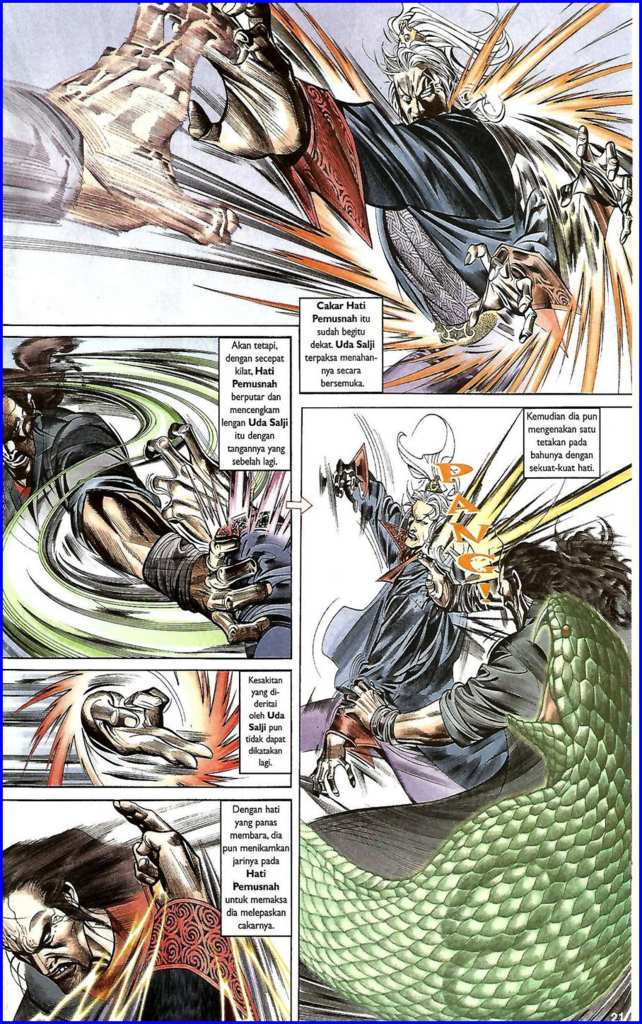 Cakar Hati
Pemusnah itu
sudah begitu
dekat. Uda Salji
terpaksa menahan-
nya secara
bersemuka.
Akan tetapi,
dengan secepat
kilat, Hati
Pemusnah
berputar dan
mencengkam
lengan Uda Salji
itu dengan
tangannya yang
sebelah lagi.
Kemudian dia pun
mengenakan satu
tetakan pada
bahunya dengan
sekuat-kuat hati.
PANG!
Kesakitan
yang di-
deritai
oleh Uda
Salji pun
tidak dapat
dikatakan
lagi.
Dengan hati
yang panas
membara, dia
pun menikamkan
jarinya pada
Hati
Pemusnah
untuk memaksa
dia melepaskan
cakarnya.
21